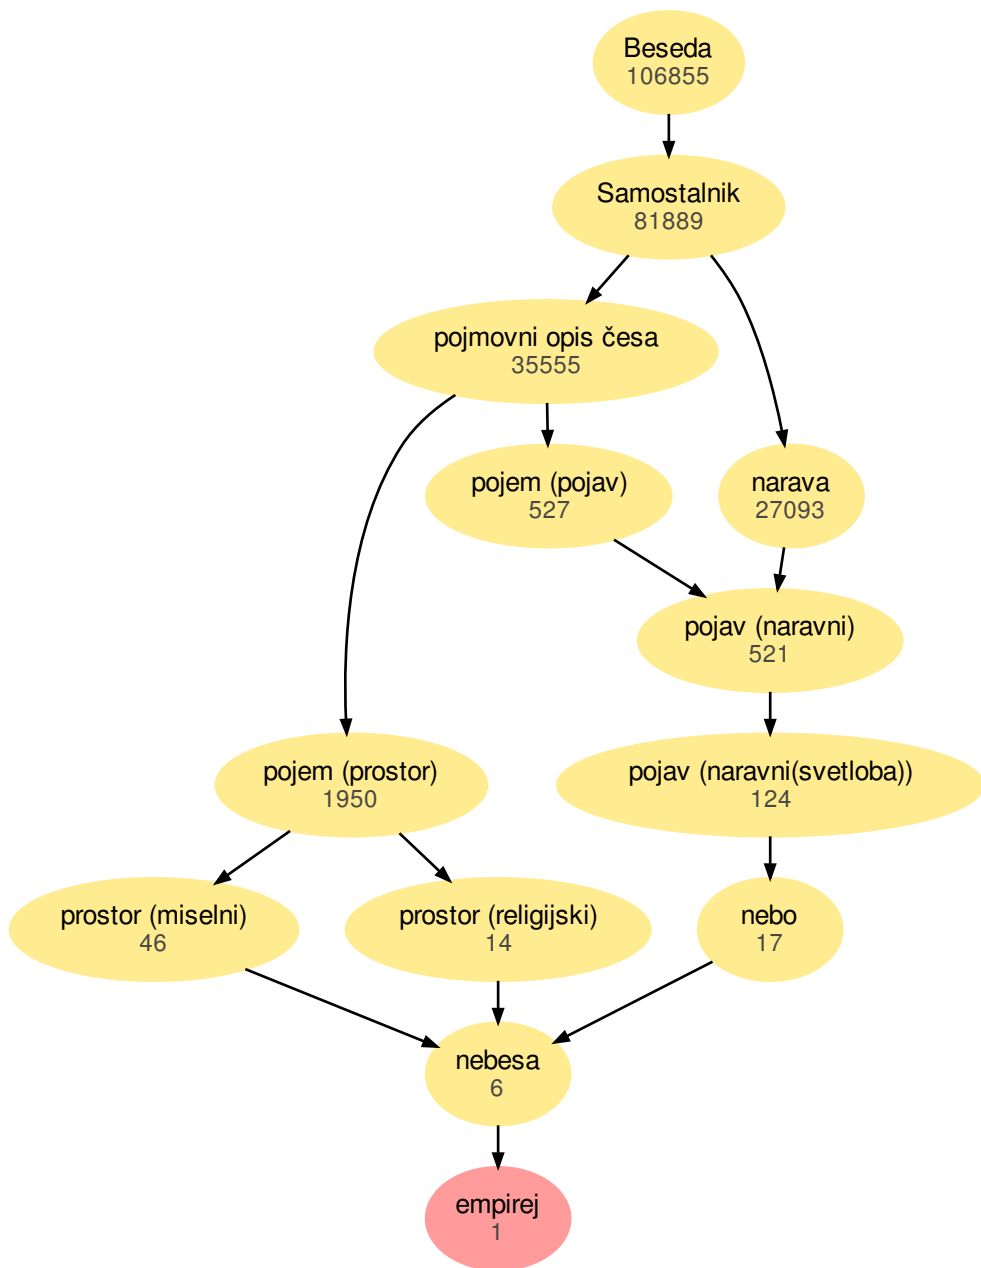 Beseda
106855
Samostalnik
81889
pojmovni opis česa
35555
pojem (pojav)
527
narava
27093
pojav (naravni)
521
pojem (prostor)
1950
pojav (naravni(svetloba))
124
prostor (miselni)
46
prostor (religijski)
14
nebo
17
nebesa
6
empirej
1